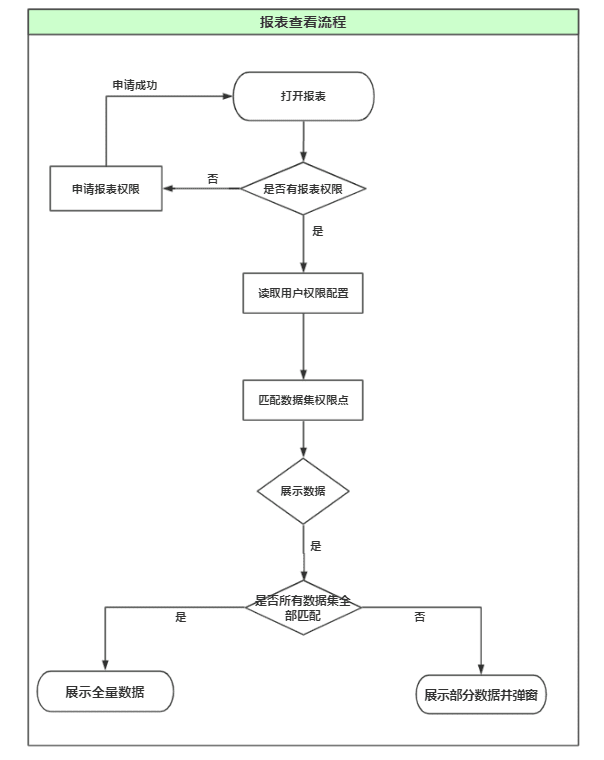 报表查看流程
申请成功
打开报表
申请报表权限
否
是否有报表权限
是
读取用户权限配置
匹配数据集权限点
展示数据
是
是否所有数据集全
部匹配
是
否
展示全量数据
展示部分数据并弹窗